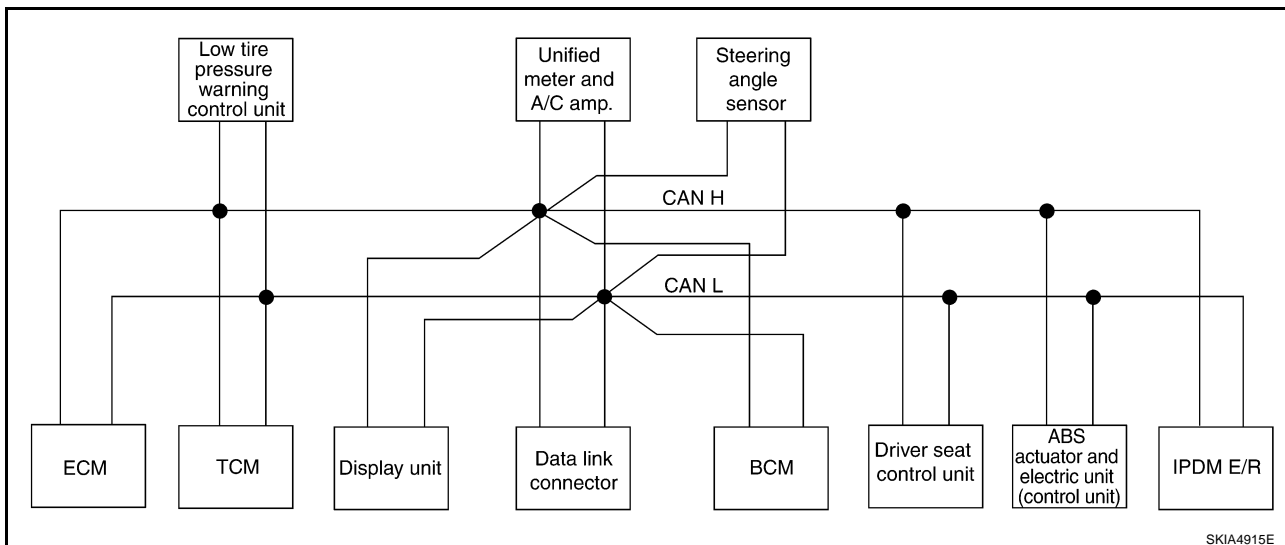 Low tire
pressure
warning
control unit
Unified
meter and
A/C amp.
Steering
angle
sensor
CAN H
CAN L
ECM
TCM
Display unit
Data link
connector
BCM
Driver seat
control unit
ABS
actuator and
electric unit
(control unit)
IPDM E/R
SKIA4915E